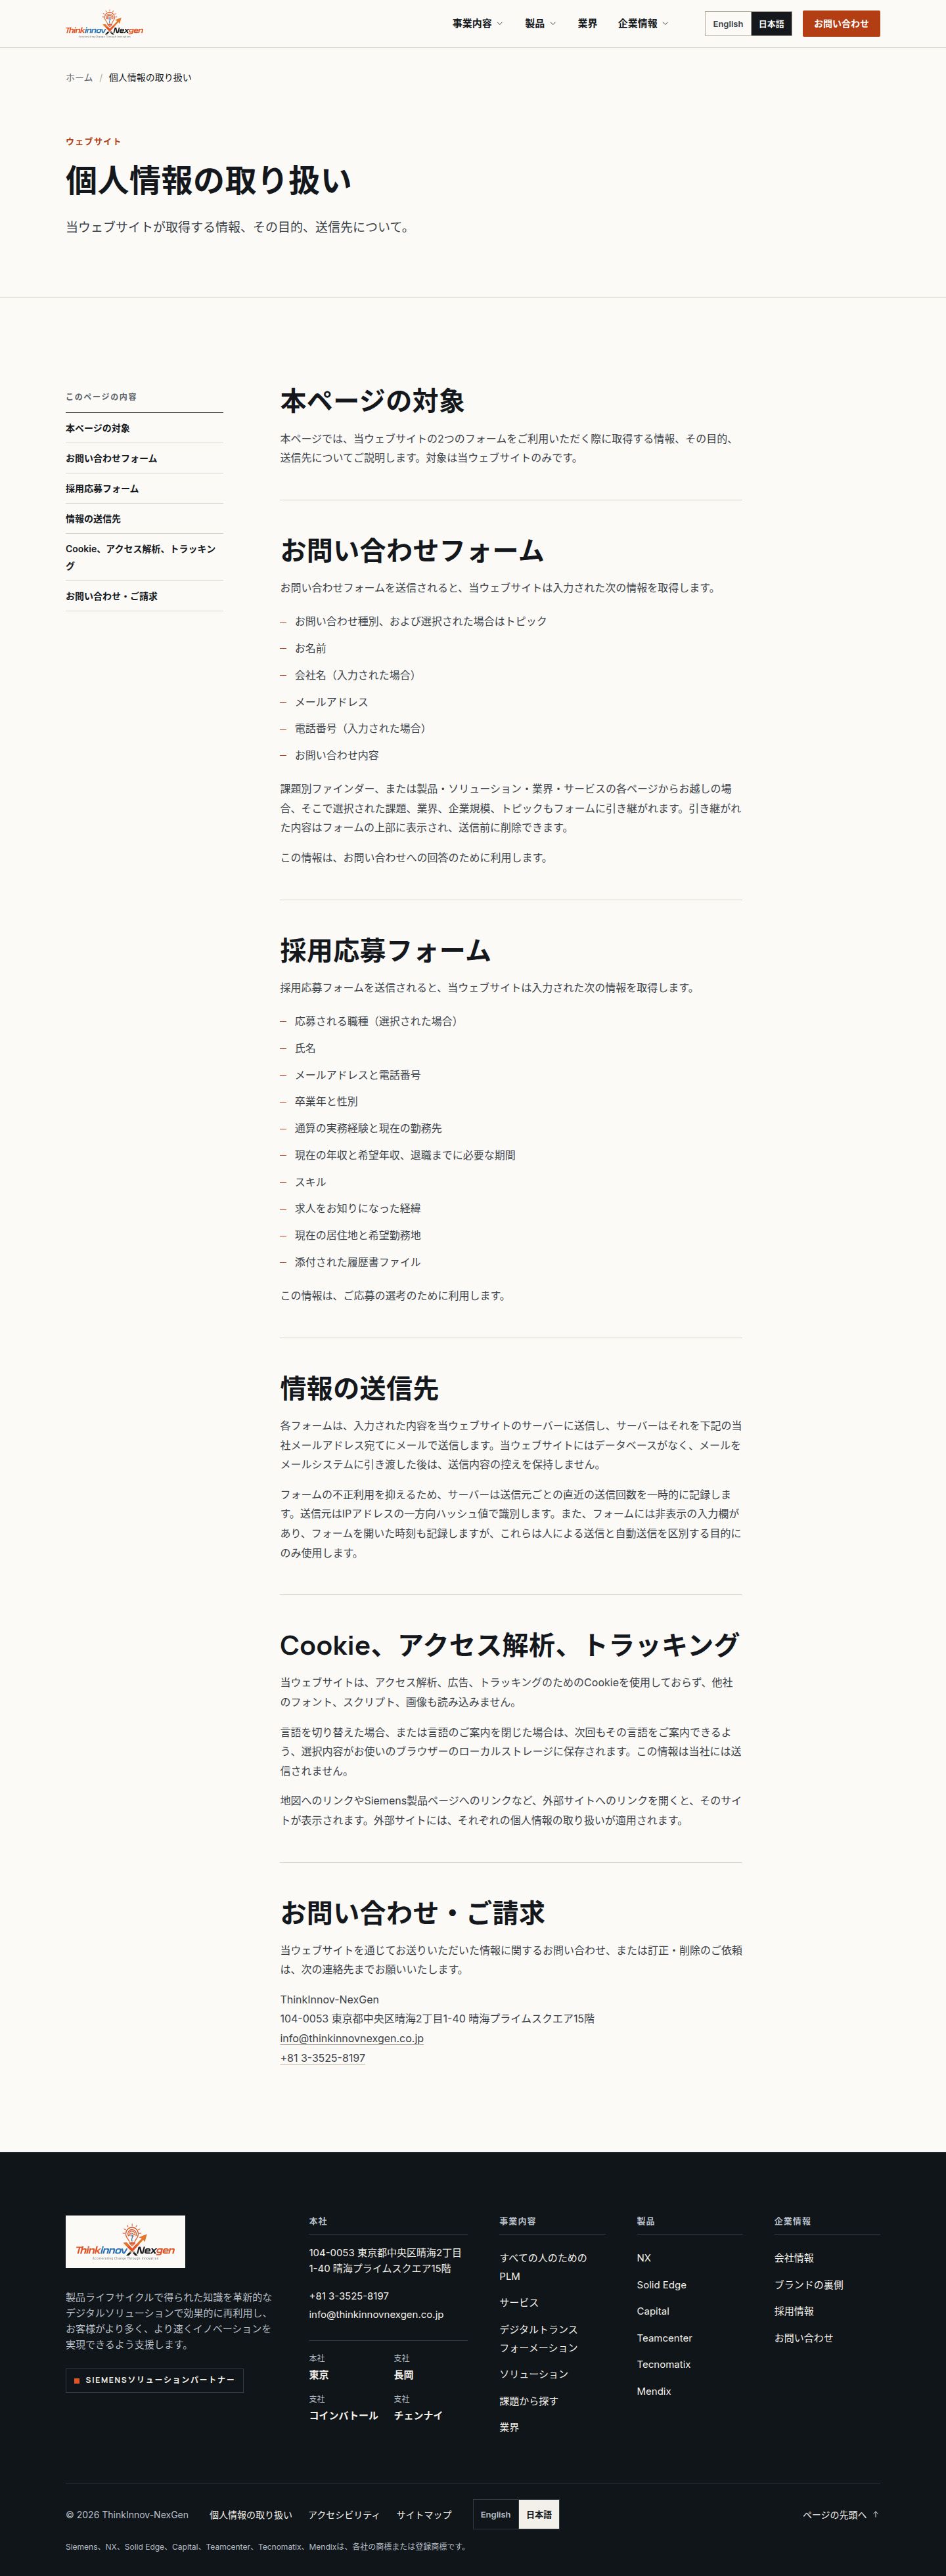 ThinkinnovNexgen
事業内容
製品
業界
企業情報
English
日本語
お問い合わせ
ホーム / 個人情報の取り扱い
ウェブサイト
個人情報の取り扱い
当ウェブサイトが取得する情報、その目的、送信先について。
このページの内容
本ページの対象
お問い合わせフォーム
採用応募フォーム
情報の送信先
Cookie、アクセス解析、トラッキン
グ
お問い合わせ・ご請求
本ページの対象
本ページでは、当ウェブサイトの2つのフォームをご利用いただく際に取得する情報、その目的、
送信先についてご説明します。対象は当ウェブサイトのみです。
お問い合わせフォーム
お問い合わせフォームを送信されると、当ウェブサイトは入力された次の情報を取得します。
お問い合わせ種別、および選択された場合はトピック
お名前
会社名（入力された場合）
メールアドレス
電話番号（入力された場合）
お問い合わせ内容
課題別ファインダー、または製品・ソリューション・業界・サービスの各ページからお越しの場
合、そこで選択された課題、業界、企業規模、トピックもフォームに引き継がれます。引き継がれ
た内容はフォームの上部に表示され、送信前に削除できます。
この情報は、お問い合わせへの回答のために利用します。
採用応募フォーム
採用応募フォームを送信されると、当ウェブサイトは入力された次の情報を取得します。
応募される職種（選択された場合）
氏名
メールアドレスと電話番号
卒業年と性別
通算の実務経験と現在の勤務先
現在の年収と希望年収、退職までに必要な期間
スキル
求人をお知りになった経緯
現在の居住地と希望勤務地
添付された履歴書ファイル
この情報は、ご応募の選考のために利用します。
情報の送信先
各フォームは、入力された内容を当ウェブサイトのサーバーに送信し、サーバーはそれを下記の当
社メールアドレス宛てにメールで送信します。当ウェブサイトにはデータベースがなく、メールを
メールシステムに引き渡した後は、送信内容の控えを保持しません。
フォームの不正利用を抑えるため、サーバーは送信元ごとの直近の送信回数を一時的に記録しま
す。送信元はIPアドレスの一方向ハッシュ値で識別します。また、フォームには非表示の入力欄が
あり、フォームを開いた時刻も記録しますが、これらは人による送信と自動送信を区別する目的に
のみ使用します。
Cookie、アクセス解析、トラッキング
当ウェブサイトは、アクセス解析、広告、トラッキングのためのCookieを使用しておらず、他社
のフォント、スクリプト、画像も読み込みません。
言語を切り替えた場合、または言語のご案内を閉じた場合は、次回もその言語をご案内できるよ
う、選択内容がお使いのブラウザーのローカルストレージに保存されます。この情報は当社には送
信されません。
地図へのリンクやSiemens製品ページへのリンクなど、外部サイトへのリンクを開くと、そのサイ
トが表示されます。外部サイトには、それぞれの個人情報の取り扱いが適用されます。
お問い合わせ・ご請求
当ウェブサイトを通じてお送りいただいた情報に関するお問い合わせ、または訂正・削除のご依頼
は、次の連絡先までお願いいたします。
ThinkInnov-NexGen
104-0053 東京都中央区晴海2丁目1-40 晴海プライムスクエア15階
info@thinkinnovnexgen.co.jp
+81 3-3525-8197
ThinkinnovNexgen
製品ライフサイクルで得られた知識を革新的な
デジタルソリューションで効果的に再利用し、
お客様がより多く、より速くイノベーションを
実現できるよう支援します。
SIEMENSソリューションパートナー
本社
104-0053 東京都中央区晴海2丁目
1-40 晴海プライムスクエア15階
+81 3-3525-8197
info@thinkinnovnexgen.co.jp
本社
東京
支社
長岡
支社
コインバトール
支社
チェンナイ
事業内容
すべての人のための
PLM
サービス
デジタルトランス
フォーメーション
ソリューション
課題から探す
業界
製品
NX
Solid Edge
Capital
Teamcenter
Tecnomatix
Mendix
企業情報
会社情報
ブランドの裏側
採用情報
お問い合わせ
© 2026 ThinkInnov-NexGen
個人情報の取り扱い
アクセシビリティ
サイトマップ
English
日本語
ページの先頭へ ↑
Siemens、NX、Solid Edge、Capital、Teamcenter、Tecnomatix、Mendixは、各社の商標または登録商標です。